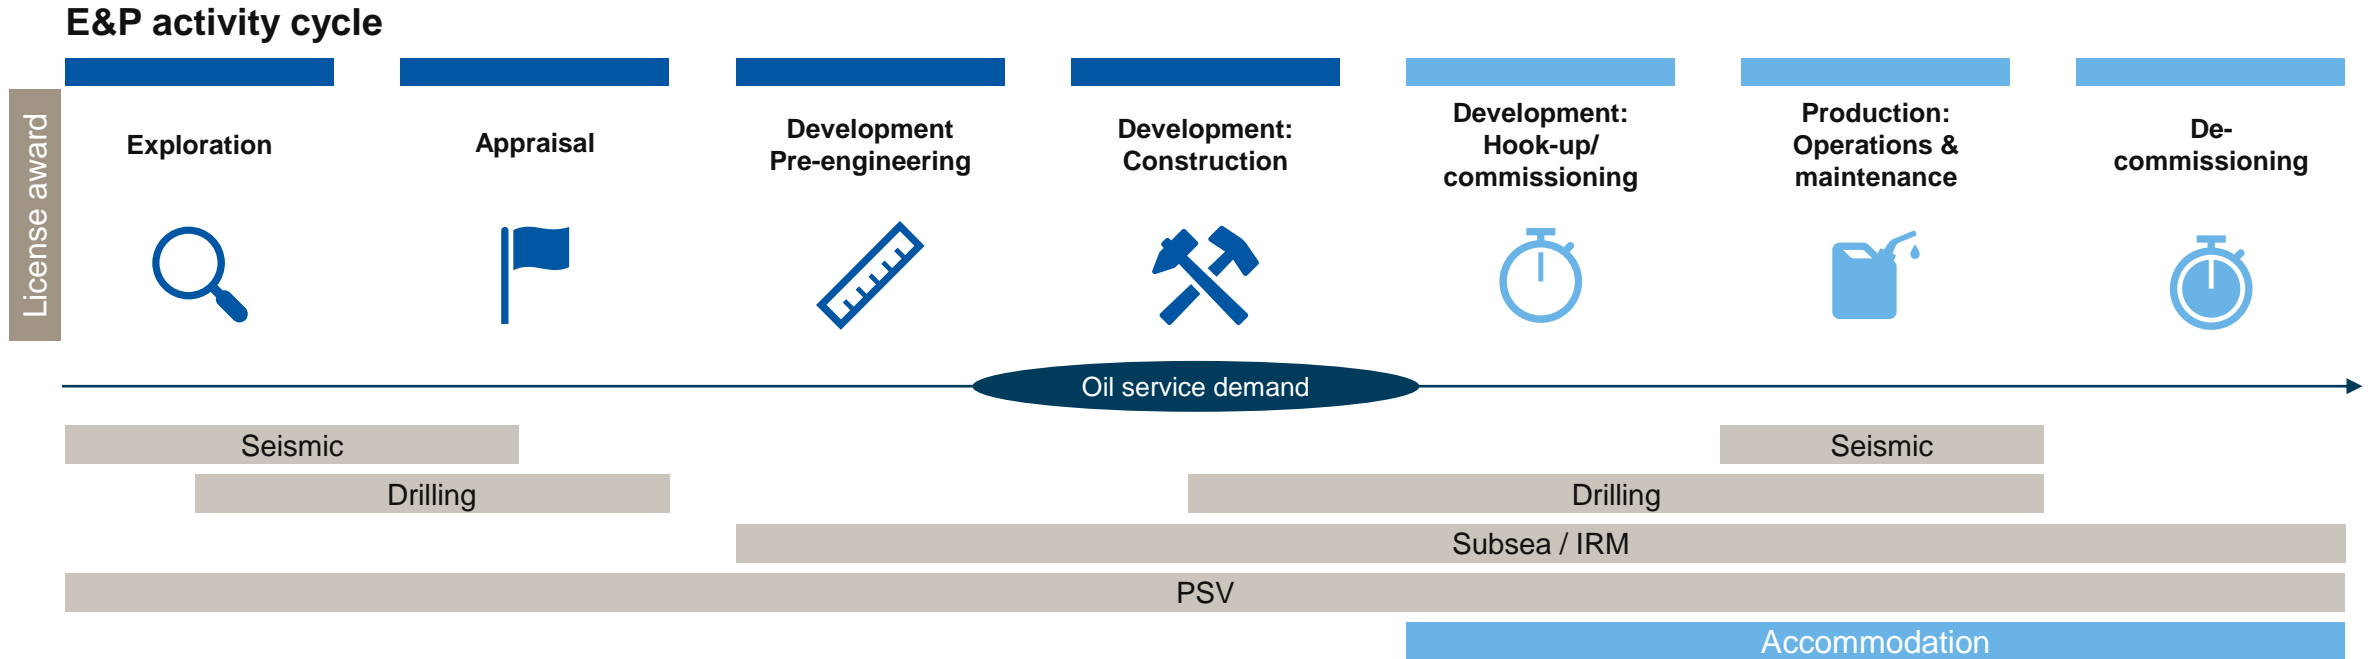 E&P activity cycle
License award
Exploration
Appraisal
Development
Pre-engineering
Development:
Construction
Development:
Hook-up/
commissioning
Production:
Operations &
maintenance
De-
commissioning
Oil service demand
Seismic
Seismic
Drilling
Drilling
Subsea / IRM
PSV
Accommodation